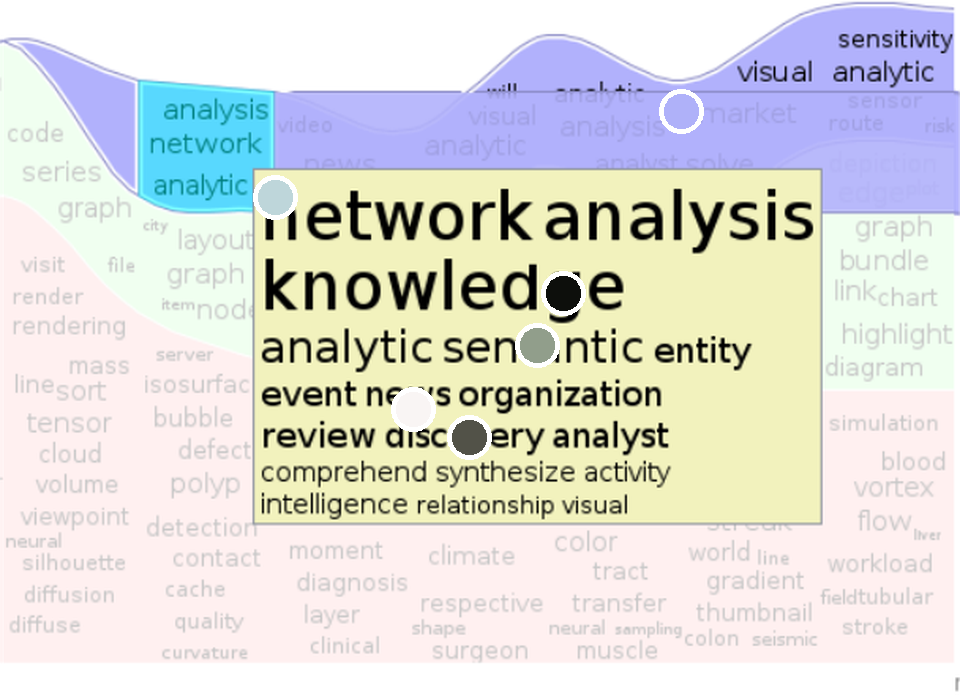 sensitivity
visual analytic
will analytic
analysis
network
analytic
video
visual
analytic
news
analysis market
analyst solve
sensor
route risk
depiction
edge plot
code
series
graph
city
layout
graph
item node
visit file
render
rendering
graph
bundle
link chart
highlight
diagram
network analysis
knowledge
analytic semantic entity
event news organization
review discovery analyst
comprehend synthesize activity
intelligence relationship visual
server
mass
line sort
tensor
cloud
volume
viewpoint
neural
silhouette
diffusion
diffuse
bubble
defect
polyp
detection
contact
cache
quality
curvature
moment
diagnosis
layer
clinical
climate
respective
shape
surgeon
color
tract
transfer
neural sampling
muscle
streak
world line
gradient
thumbnail
colon seismic
simulation
blood
vortex
flow
liver
workload
field tubular
stroke